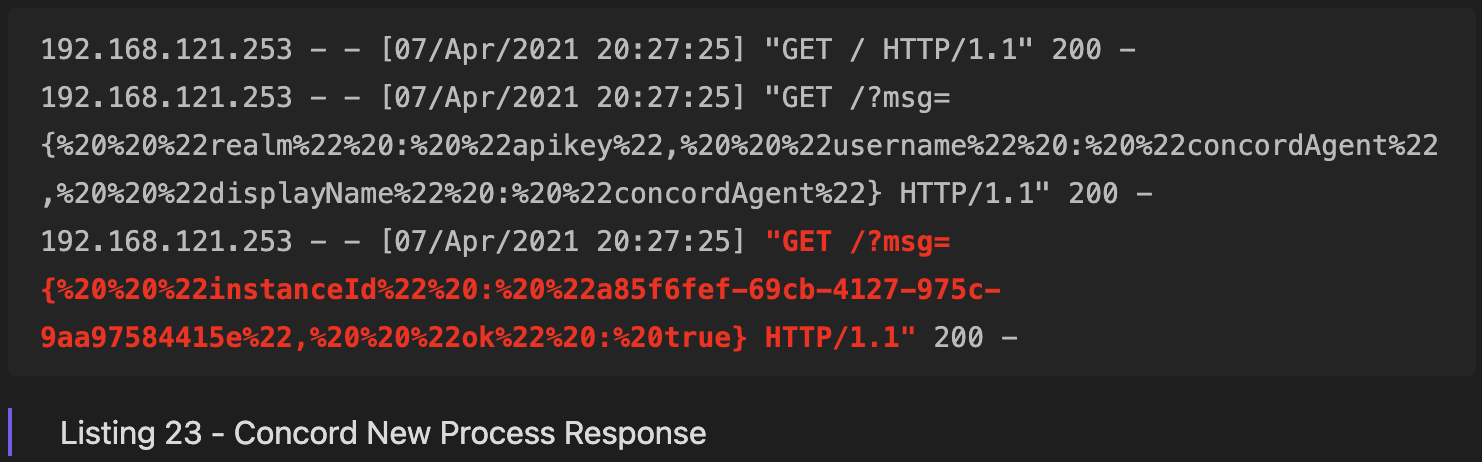 192.168.121.253 - - [07/Apr/2021 20:27:25] "GET / HTTP/1.1" 200 -
192.168.121.253 - - [07/Apr/2021 20:27:25] "GET /?msg=
{%20%20%22realm%22%20:%20%22apikey%22,%20%20%22username%22%20:%20%22concordAgent%22
,%20%20%22displayName%22%20:%20%22concordAgent%22} HTTP/1.1" 200 -
192.168.121.253 - - [07/Apr/2021 20:27:25] "GET /?msg=
{%20%20%22instanceId%22%20:%20%22a85f6fef-69cb-4127-975c-
9aa97584415e%22,%20%20%22ok%22%20:%20true} HTTP/1.1" 200 -
Listing 23 - Concord New Process Response